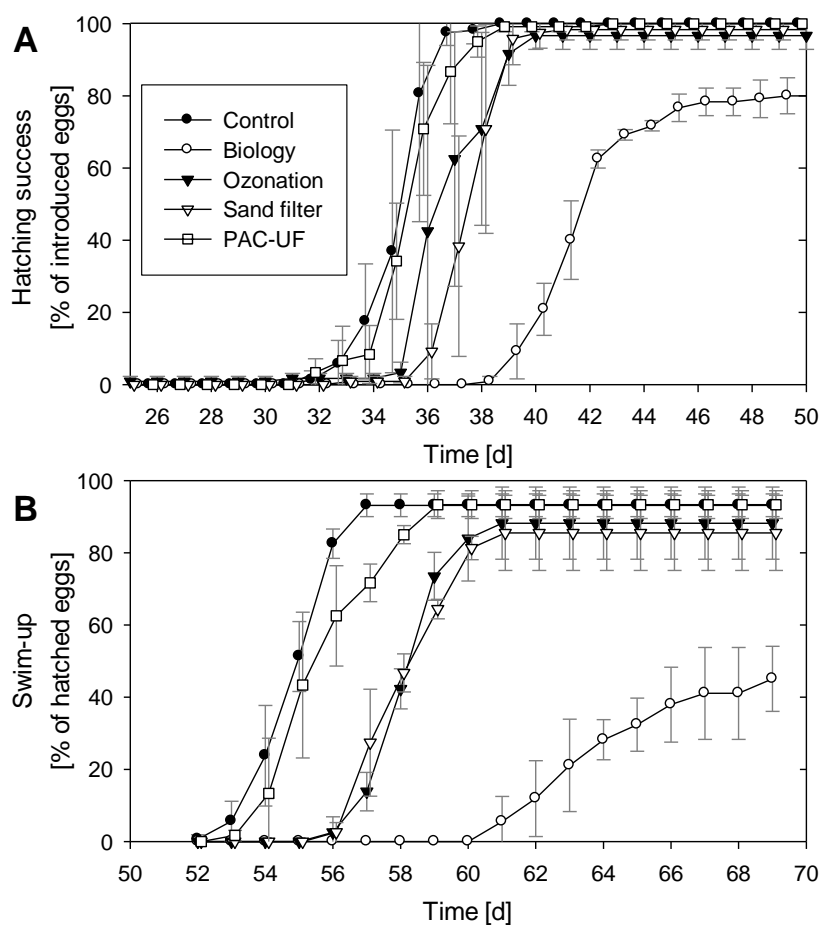 A
Hatching success
[% of introduced eggs]
100
80
60
40
20
0
Control
Biology
Ozonation
Sand filter
PAC-UF
26 28 30 32 34 36 38 40 42 44 46 48 50
Time [d]
B
Swim-up
[% of hatched eggs]
100
80
60
40
20
0
50 52 54 56 58 60 62 64 66 68 70
Time [d]